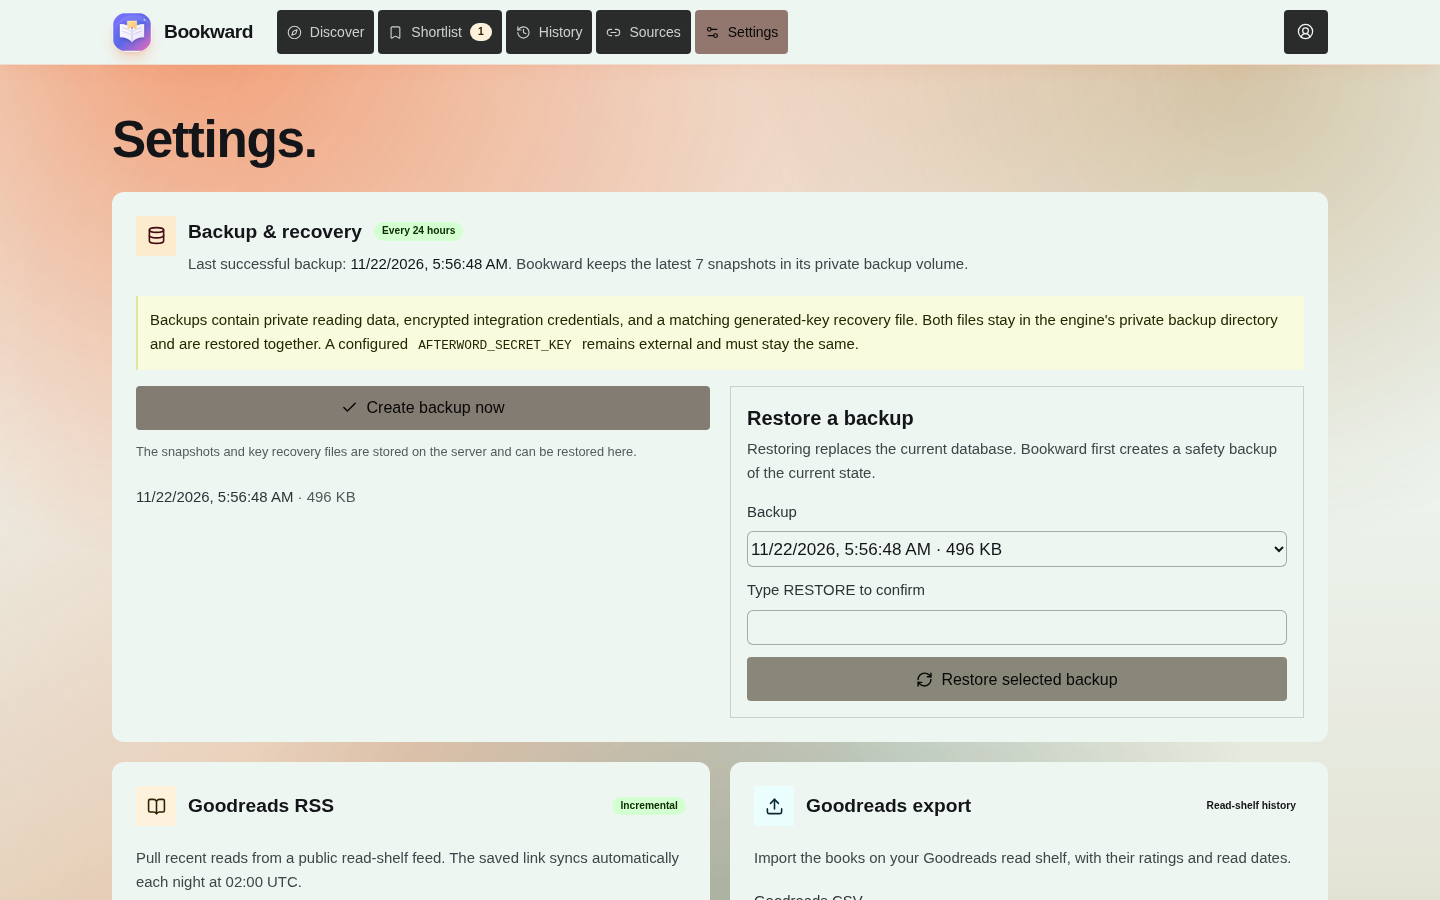 Bookward
Discover
Shortlist 1
History
Sources
Settings
Settings.
Backup & recovery Every 24 hours
Last successful backup: 11/22/2026, 5:56:48 AM. Bookward keeps the latest 7 snapshots in its private backup volume.
Backups contain private reading data, encrypted integration credentials, and a matching generated-key recovery file. Both files stay in the engine's private backup directory
and are restored together. A configured AFTERWORD_SECRET_KEY remains external and must stay the same.
Create backup now
The snapshots and key recovery files are stored on the server and can be restored here.
11/22/2026, 5:56:48 AM · 496 KB
Restore a backup
Restoring replaces the current database. Bookward first creates a safety backup
of the current state.
Backup
11/22/2026, 5:56:48 AM · 496 KB
Type RESTORE to confirm
Restore selected backup
Goodreads RSS Incremental
Pull recent reads from a public read-shelf feed. The saved link syncs automatically
each night at 02:00 UTC.
Goodreads export Read-shelf history
Import the books on your Goodreads read shelf, with their ratings and read dates.
Goodreads CSV